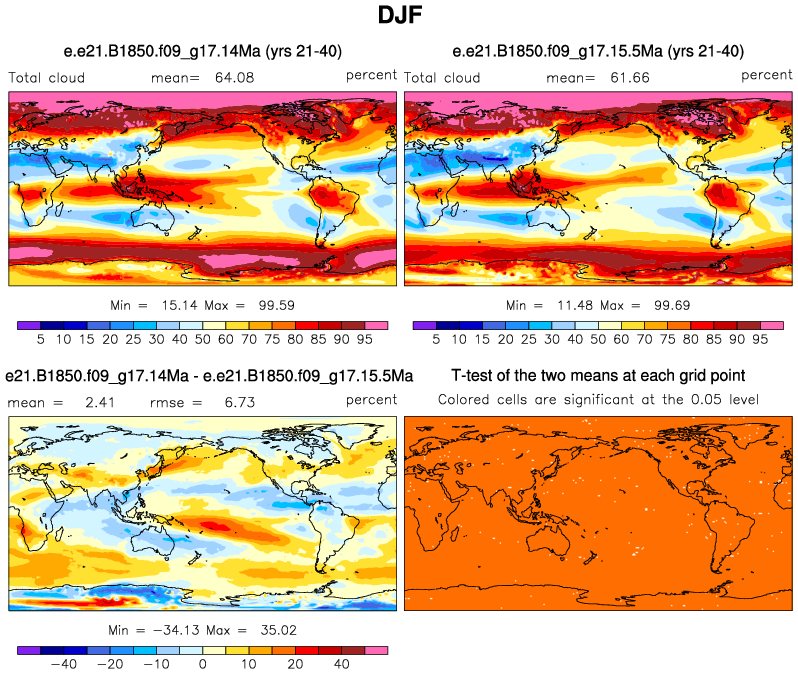 DJF
e.e21.B1850.f09_g17.14Ma (yrs 21-40)
Total cloud mean= 64.08 percent
Min = 15.14 Max = 99.59
5 10 15 20 25 30 40 50 60 70 75 80 85 90 95
e.e21.B1850.f09_g17.15.5Ma (yrs 21-40)
Total cloud mean= 61.66 percent
Min = 11.48 Max = 99.69
5 10 15 20 25 30 40 50 60 70 75 80 85 90 95
e21.B1850.f09_g17.14Ma - e.e21.B1850.f09_g17.15.5Ma
mean = 2.41 rmse = 6.73 percent
Min = -34.13 Max = 35.02
-40 -20 -10 0 10 20 40
T-test of the two means at each grid point
Colored cells are significant at the 0.05 level